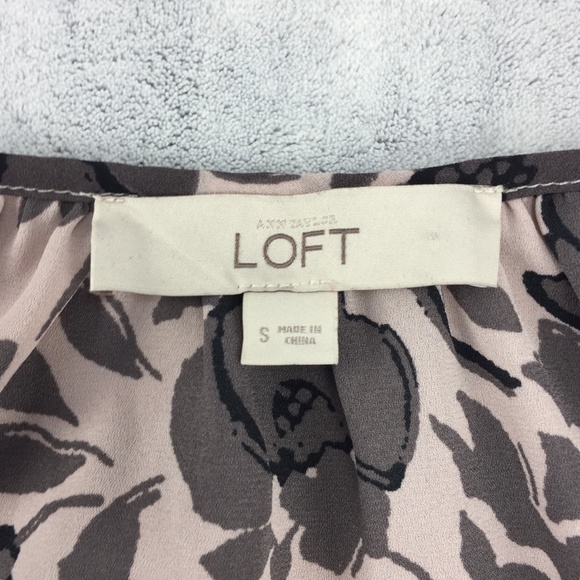 ANN TAYLOR
LOFT
S MADE IN
CHINA